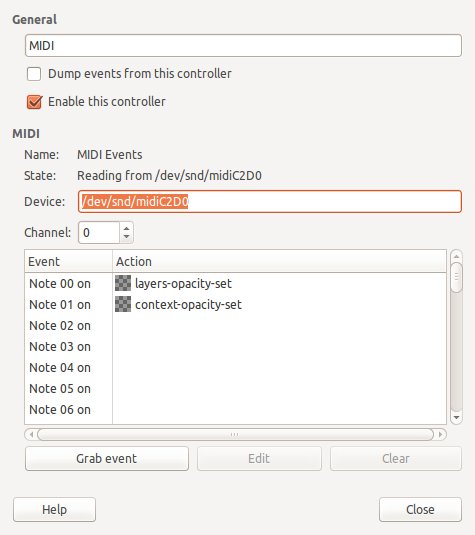 General
MIDI
Dump events from this controller
Enable this controller
MIDI
Name: MIDI Events
State: Reading from /dev/snd/midiC2D0
Device: /dev/snd/midiC2D0
Channel: 0
Event Action
Note 00 on layers-opacity-set
Note 01 on context-opacity-set
Note 02 on
Note 03 on
Note 04 on
Note 05 on
Note 06 on
Grab event Edit Clear
Help Close